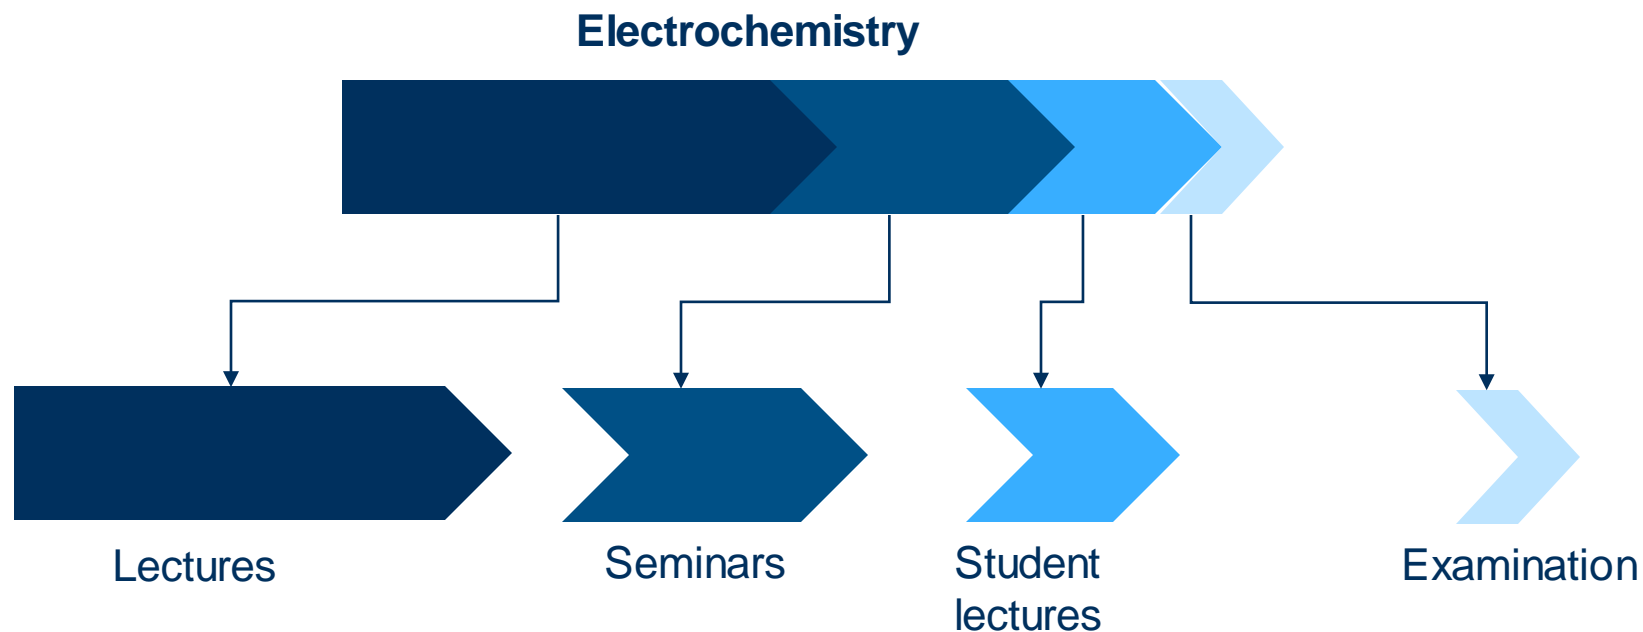 Electrochemistry
Lectures
Seminars
Student
lectures
Examination